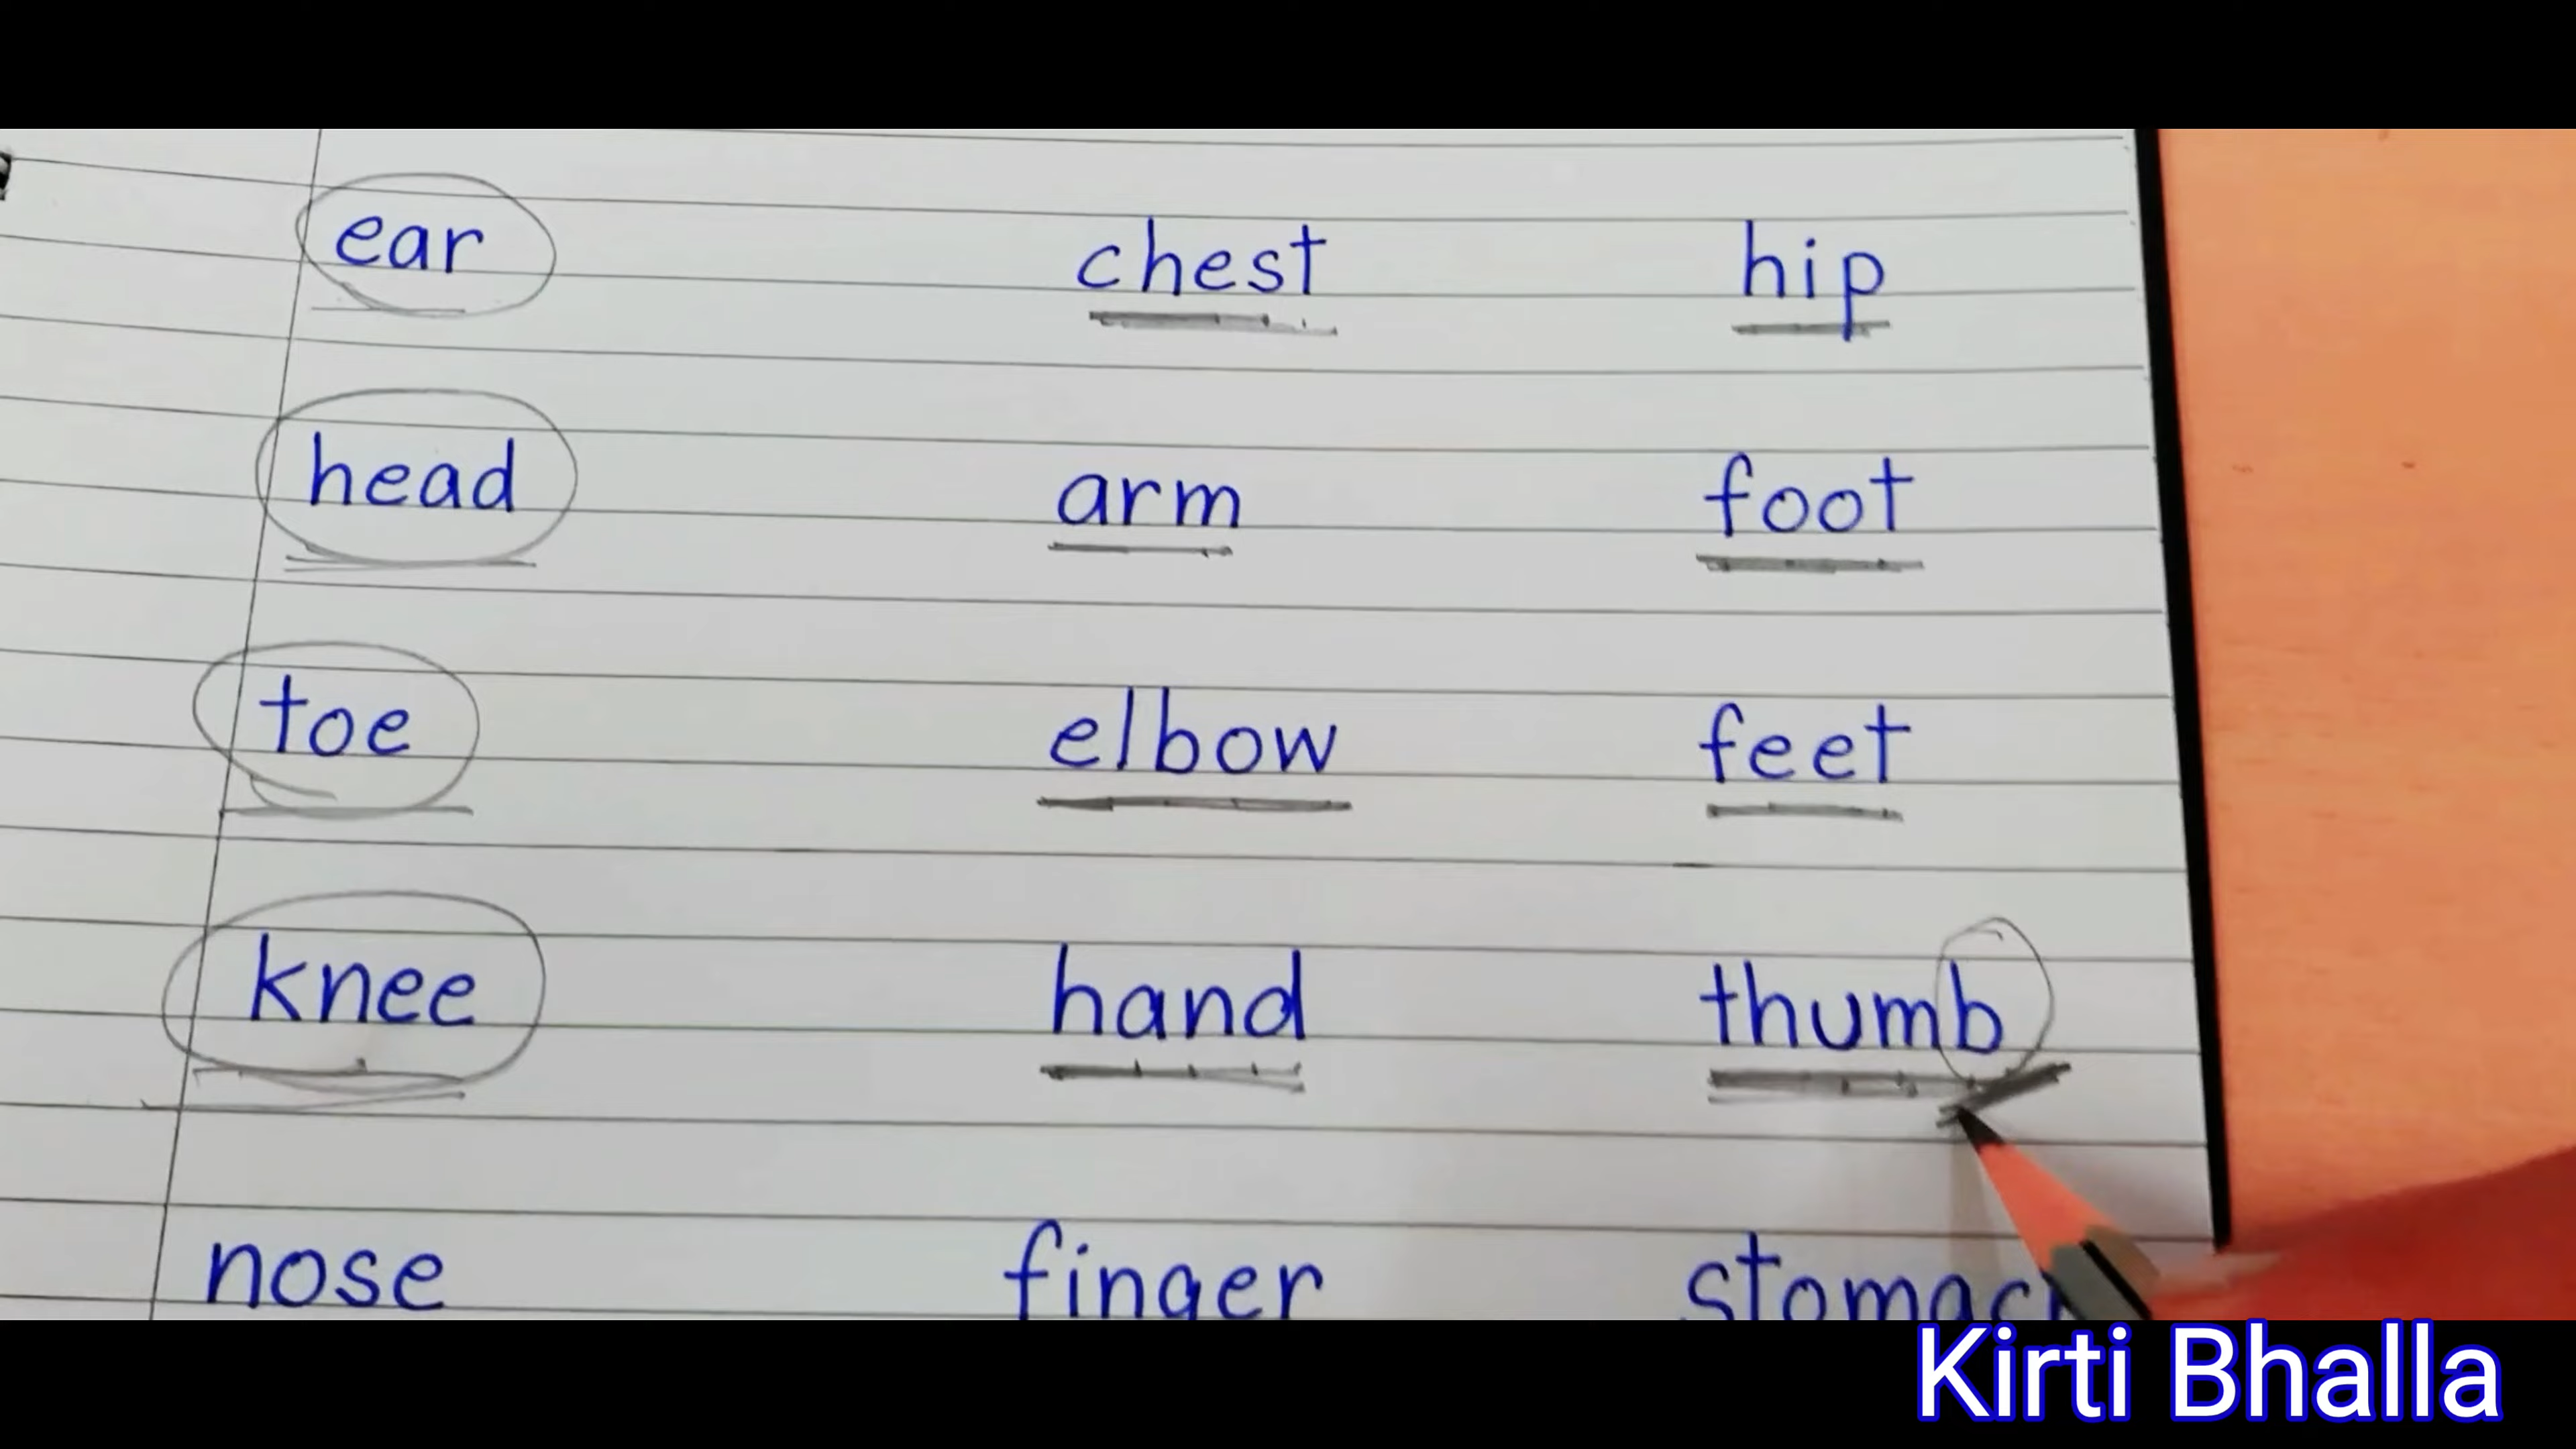 ear chest hip
head arm foot
toe elbow feet
knee hand thumb
nose finger
Kirti Bhalla